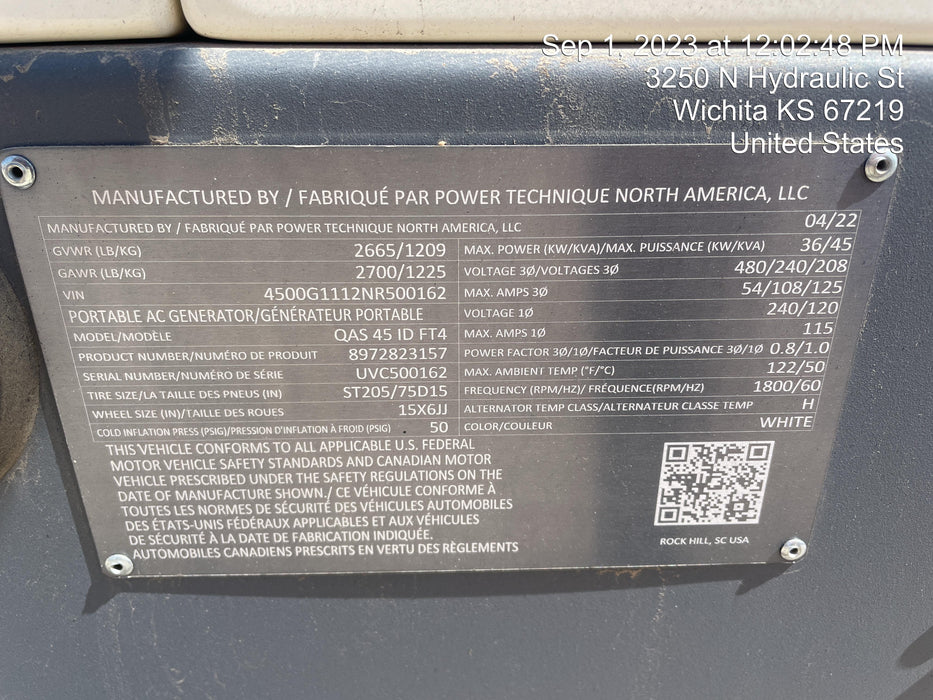 Sep 1, 2023 at 12:02:48 PM
3250 N Hydraulic St
Wichita KS 67219
United States
MANUFACTURED BY / FABRIQUÉ PAR POWER TECHNIQUE NORTH AMERICA, LLC
MANUFACTURED BY / FABRIQUÉ PAR POWER TECHNIQUE NORTH AMERICA, LLC 04/22
GVWR (LB/KG) 2665/1209
GAWR (LB/KG) 2700/1225
VIN 4500G1112NR500162
PORTABLE AC GENERATOR/GÉNÉRATEUR PORTABLE
MODEL/MODÈLE QAS 45 ID FT4
PRODUCT NUMBER/NUMÉRO DE PRODUIT 8972823157
SERIAL NUMBER/NUMÉRO DE SÉRIE UVC500162
TIRE SIZE/LA TAILLE DES PNEUS (IN) ST205/75D15
WHEEL SIZE (IN)/TAILLE DES ROUES 15X6JJ
COLD INFLATION PRESS (PSIG)/PRESSION D'INFLATION À FROID (PSIG) 50
MAX. POWER (KW/KVA)/MAX. PUISSANCE (KW/KVA) 36/45
VOLTAGE 3Ø/VOLTAGES 3Ø 480/240/208
MAX. AMPS 3Ø 54/108/125
VOLTAGE 1Ø 240/120
MAX. AMPS 1Ø 115
POWER FACTOR 3Ø/1Ø/FACTEUR DE PUISSANCE 3Ø/1Ø 0.8/1.0
MAX. AMBIENT TEMP (°F/°C) 122/50
FREQUENCY (RPM/HZ)/ FRÉQUENCE(RPM/HZ) 1800/60
ALTERNATOR TEMP CLASS/ALTERNATEUR CLASSE TEMP H
COLOR/COULEUR WHITE
THIS VEHICLE CONFORMS TO ALL APPLICABLE U.S. FEDERAL
MOTOR VEHICLE SAFETY STANDARDS AND CANADIAN MOTOR
VEHICLE PRESCRIBED UNDER THE SAFETY REGULATIONS ON THE
DATE OF MANUFACTURE SHOWN./ CE VÉHICULE CONFORME À
TOUTES LES NORMES DE SÉCURITÉ DES VÉHICULES AUTOMOBILES
DES ÉTATS-UNIS FÉDÉRAUX APPLICABLES ET AUX VÉHICULES
DE SÉCURITÉ À LA DATE DE FABRICATION INDIQUÉE.
AUTOMOBILES CANADIENS PRESCRITS EN VERTU DES RÈGLEMENTS
ROCK HILL, SC USA